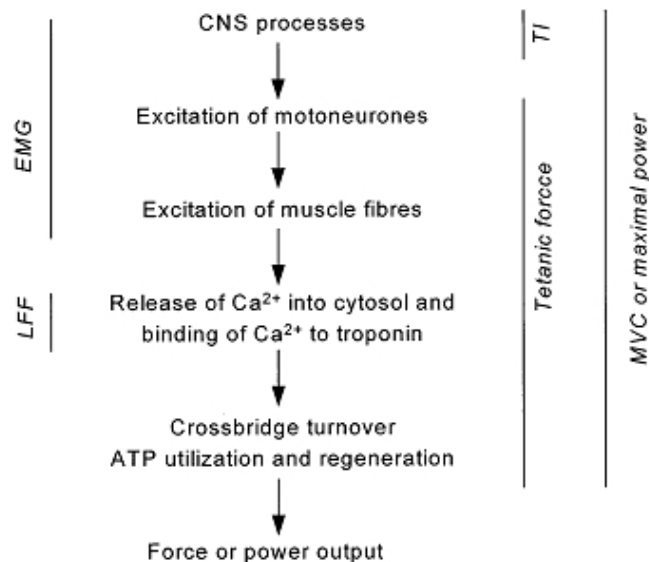 CNS processes
Excitation of motoneurones
Excitation of muscle fibres
Release of Ca²⁺ into cytosol and
binding of Ca²⁺ to troponin
Crossbridge turnover
ATP utilization and regeneration
Force or power output
EMG
LFF
TI
Tetanic forcce
MVC or maximal power